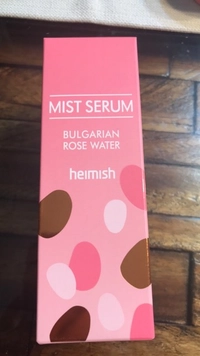 MIST SERUM
BULGARIAN
ROSE WATER
heimish